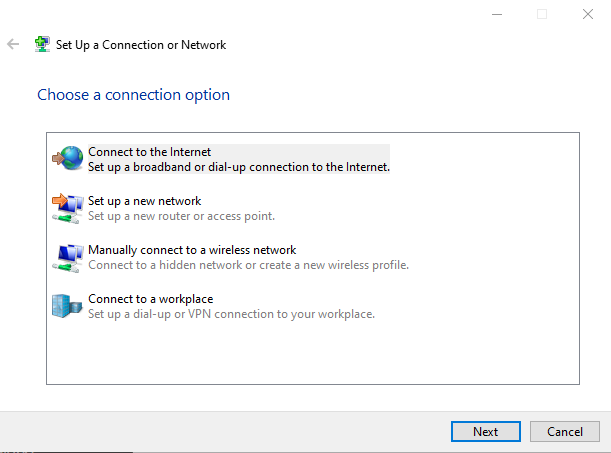 Set Up a Connection or Network
Choose a connection option
Connect to the Internet
Set up a broadband or dial-up connection to the Internet.
Set up a new network
Set up a new router or access point.
Manually connect to a wireless network
Connect to a hidden network or create a new wireless profile.
Connect to a workplace
Set up a dial-up or VPN connection to your workplace.
Next
Cancel